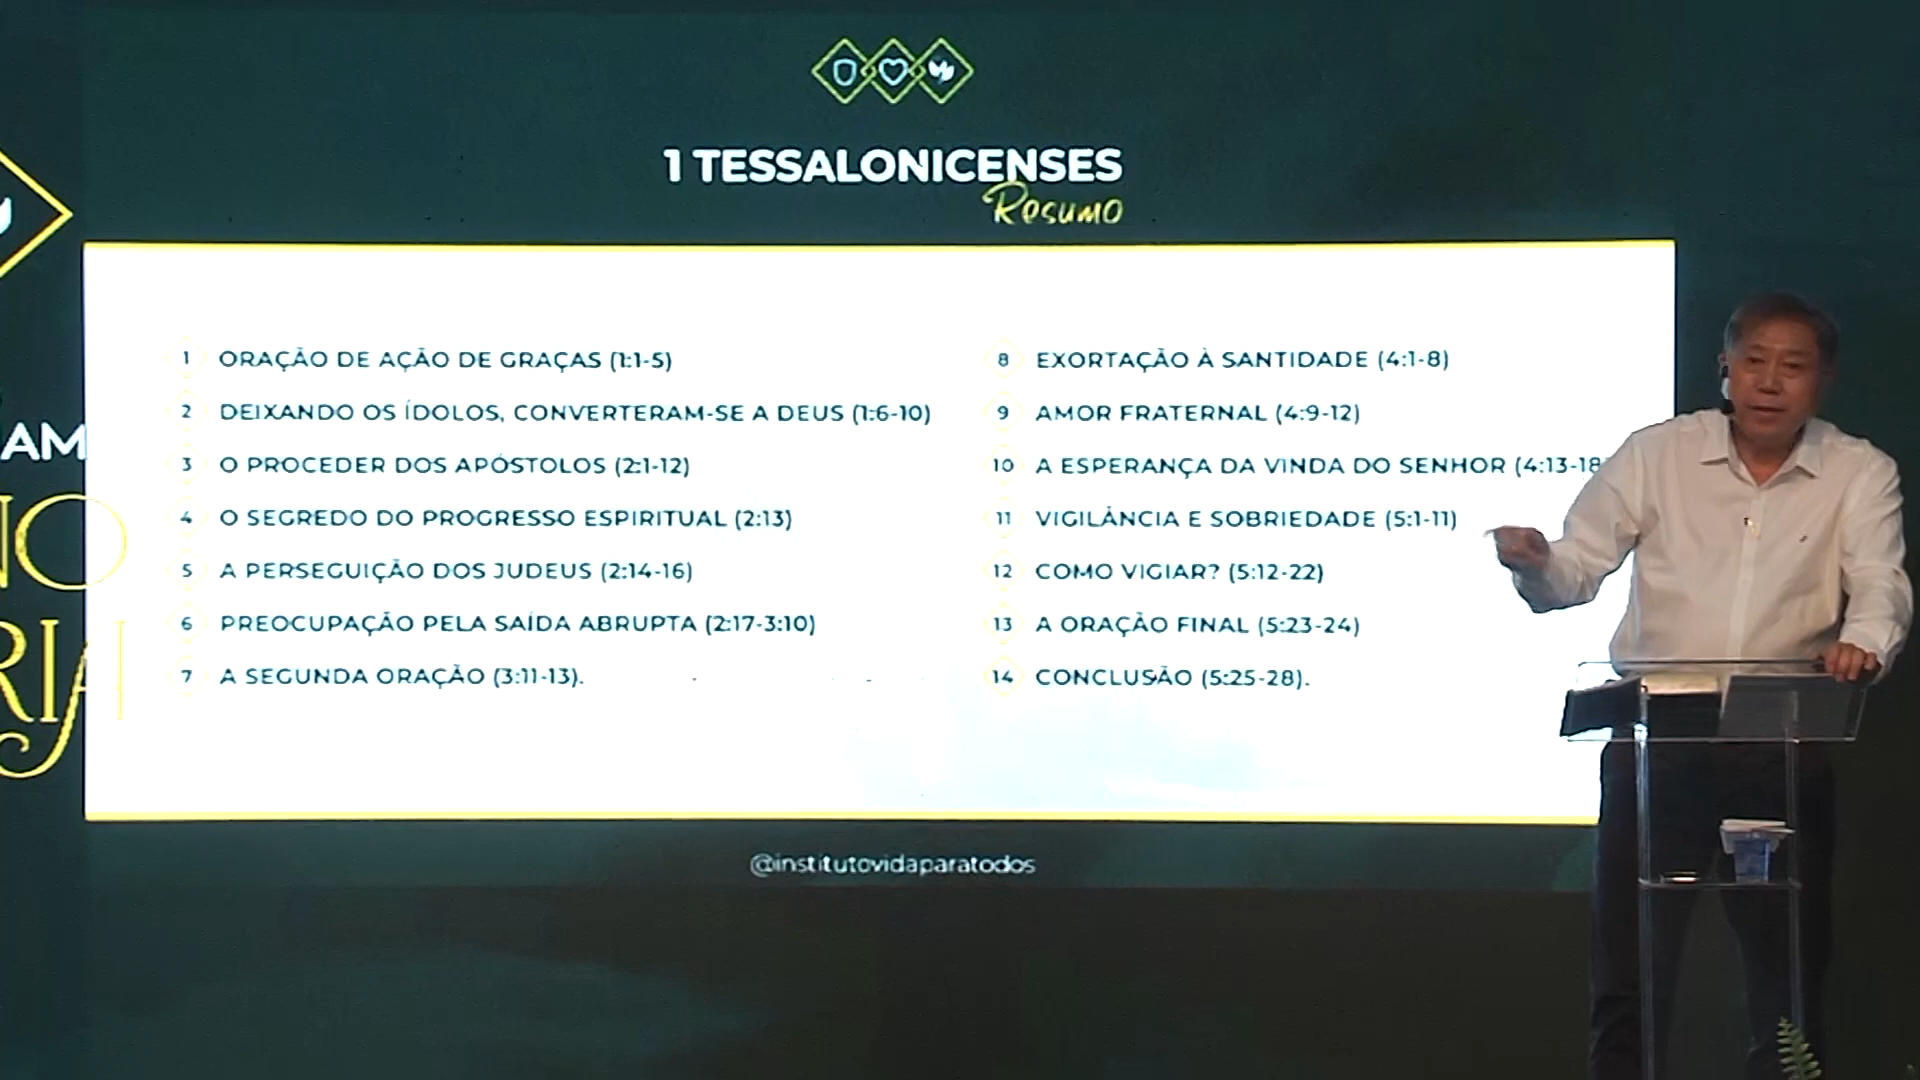 1 TESSALONICENSES
Resumo
1 ORAÇÃO DE AÇÃO DE GRAÇAS (1:1-5)
2 DEIXANDO OS ÍDOLOS, CONVERTERAM-SE A DEUS (1:6-10)
3 O PROCEDER DOS APÓSTOLOS (2:1-12)
4 O SEGREDO DO PROGRESSO ESPIRITUAL (2:13)
5 A PERSEGUIÇÃO DOS JUDEUS (2:14-16)
6 PREOCUPAÇÃO PELA SAÍDA ABRUPTA (2:17-3:10)
7 A SEGUNDA ORAÇÃO (3:11-13).
8 EXORTAÇÃO À SANTIDADE (4:1-8)
9 AMOR FRATERNAL (4:9-12)
10 A ESPERANÇA DA VINDA DO SENHOR (4:13-18
11 VIGILÂNCIA E SOBRIEDADE (5:1-11)
12 COMO VIGIAR? (5:12-22)
13 A ORAÇÃO FINAL (5:23-24)
14 CONCLUSÃO (5:25-28).
@institutovidaparatodos